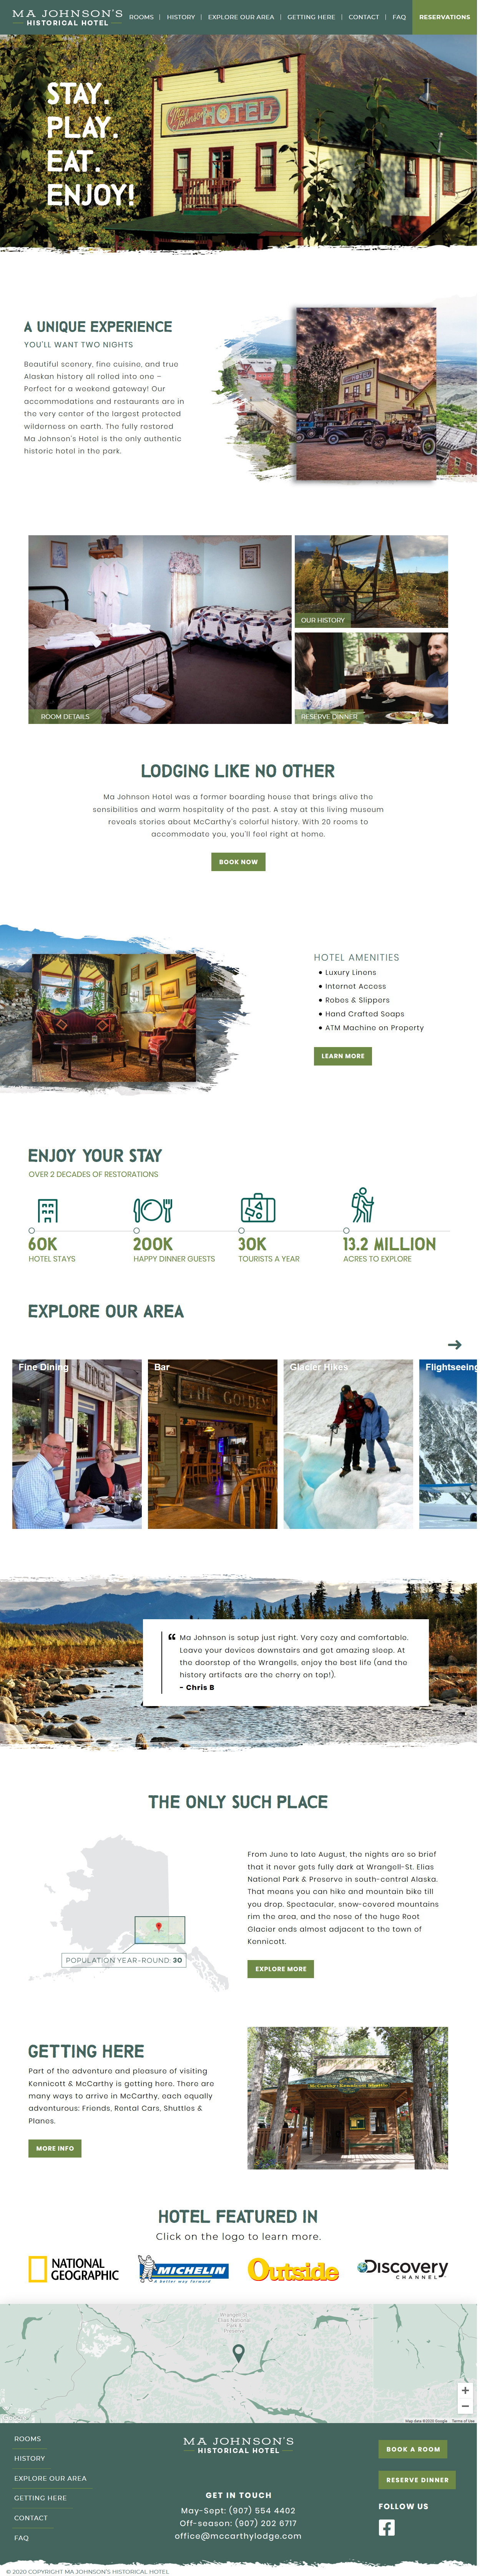 MA JOHNSON'S
HISTORICAL HOTEL
ROOMS | HISTORY | EXPLORE OUR AREA | GETTING HERE | CONTACT | FAQ
RESERVATIONS
HOTEL
STAY.
PLAY.
EAT.
ENJOY!
A UNIQUE EXPERIENCE
YOU'LL WANT TWO NIGHTS
Beautiful scenery, fine cuisine, and true
Alaskan history all rolled into one –
Perfect for a weekend gateway! Our
accommodations and restaurants are in
the very center of the largest protected
wilderness on earth. The fully restored
Ma Johnson's Hotel is the only authentic
historic hotel in the park.
OUR HISTORY
ROOM DETAILS
RESERVE DINNER
LODGING LIKE NO OTHER
Ma Johnson Hotel was a former boarding house that brings alive the
sensibilities and warm hospitality of the past. A stay at this living museum
reveals stories about McCarthy's colorful history. With 20 rooms to
accommodate you, you'll feel right at home.
BOOK NOW
HOTEL AMENITIES
• Luxury Linens
• Internet Access
• Robes & Slippers
• Hand Crafted Soaps
• ATM Machine on Property
LEARN MORE
ENJOY YOUR STAY
OVER 2 DECADES OF RESTORATIONS
60K
HOTEL STAYS
200K
HAPPY DINNER GUESTS
30K
TOURISTS A YEAR
13.2 MILLION
ACRES TO EXPLORE
EXPLORE OUR AREA
Fine Dining
Bar
Glacier Hikes
Flightseeing
LODGE
THE GOLDEN
“ Ma Johnson is setup just right. Very cozy and comfortable.
Leave your devices downstairs and get amazing sleep. At
the doorstep of the Wrangells, enjoy the best life (and the
history artifacts are the cherry on top!).
- Chris B
THE ONLY SUCH PLACE
From June to late August, the nights are so brief
that it never gets fully dark at Wrangell-St. Elias
National Park & Preserve in south-central Alaska.
That means you can hike and mountain bike till
you drop. Spectacular, snow-covered mountains
rim the area, and the nose of the huge Root
Glacier ends almost adjacent to the town of
Kennicott.
POPULATION YEAR-ROUND: 30
EXPLORE MORE
GETTING HERE
Part of the adventure and pleasure of visiting
Kennicott & McCarthy is getting here. There are
many ways to arrive in McCarthy, each equally
adventurous: Friends, Rental Cars, Shuttles &
Planes.
MORE INFO
HOTEL FEATURED IN
Click on the logo to learn more.
NATIONAL
GEOGRAPHIC
MICHELIN
A better way forward
Outside
Discovery
CHANNEL
Wrangell-St
Elias National
Park &
Preserve
Map data ©2020 Google Terms of Use
ROOMS
HISTORY
EXPLORE OUR AREA
GETTING HERE
CONTACT
FAQ
MA JOHNSON'S
HISTORICAL HOTEL
GET IN TOUCH
May-Sept: (907) 554 4402
Off-season: (907) 202 6717
office@mccarthylodge.com
BOOK A ROOM
RESERVE DINNER
FOLLOW US
© 2020 COPYRIGHT MA JOHNSON'S HISTORICAL HOTEL